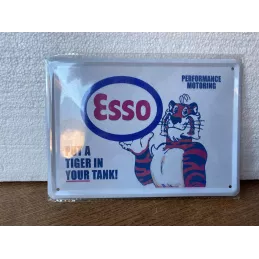 PERFORMANCE
MOTORING
Esso
PUT A
TIGER IN
YOUR TANK!